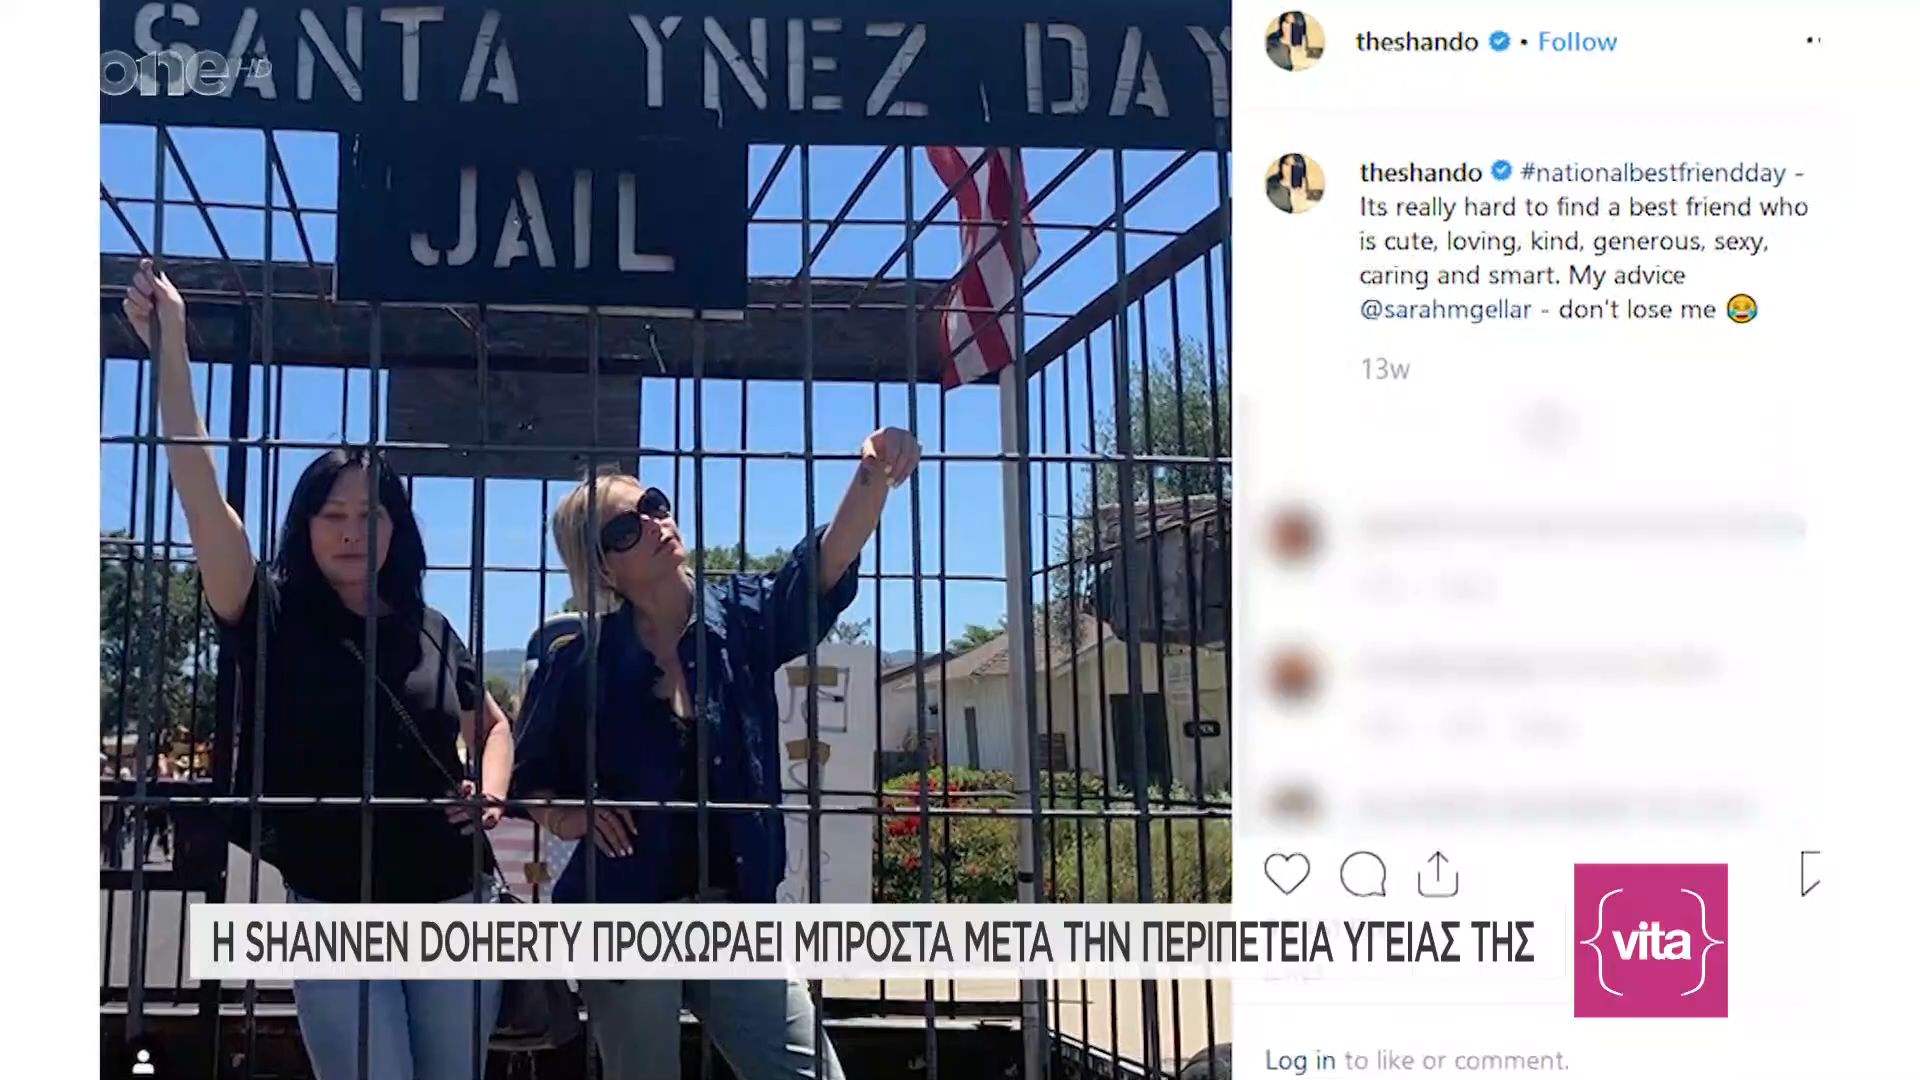 SANTA YNEZ DAY
one HD
JAIL
theshando • Follow
theshando #nationalbestfriendday -
Its really hard to find a best friend who
is cute, loving, kind, generous, sexy,
caring and smart. My advice
@sarahmgellar - don't lose me 😂
13w
OPEN
Η SHANNEN DOHERTY ΠΡΟΧΩΡΑΕΙ ΜΠΡΟΣΤΑ ΜΕΤΑ ΤΗΝ ΠΕΡΙΠΕΤΕΙΑ ΥΓΕΙΑΣ ΤΗΣ
vita
Log in to like or comment.